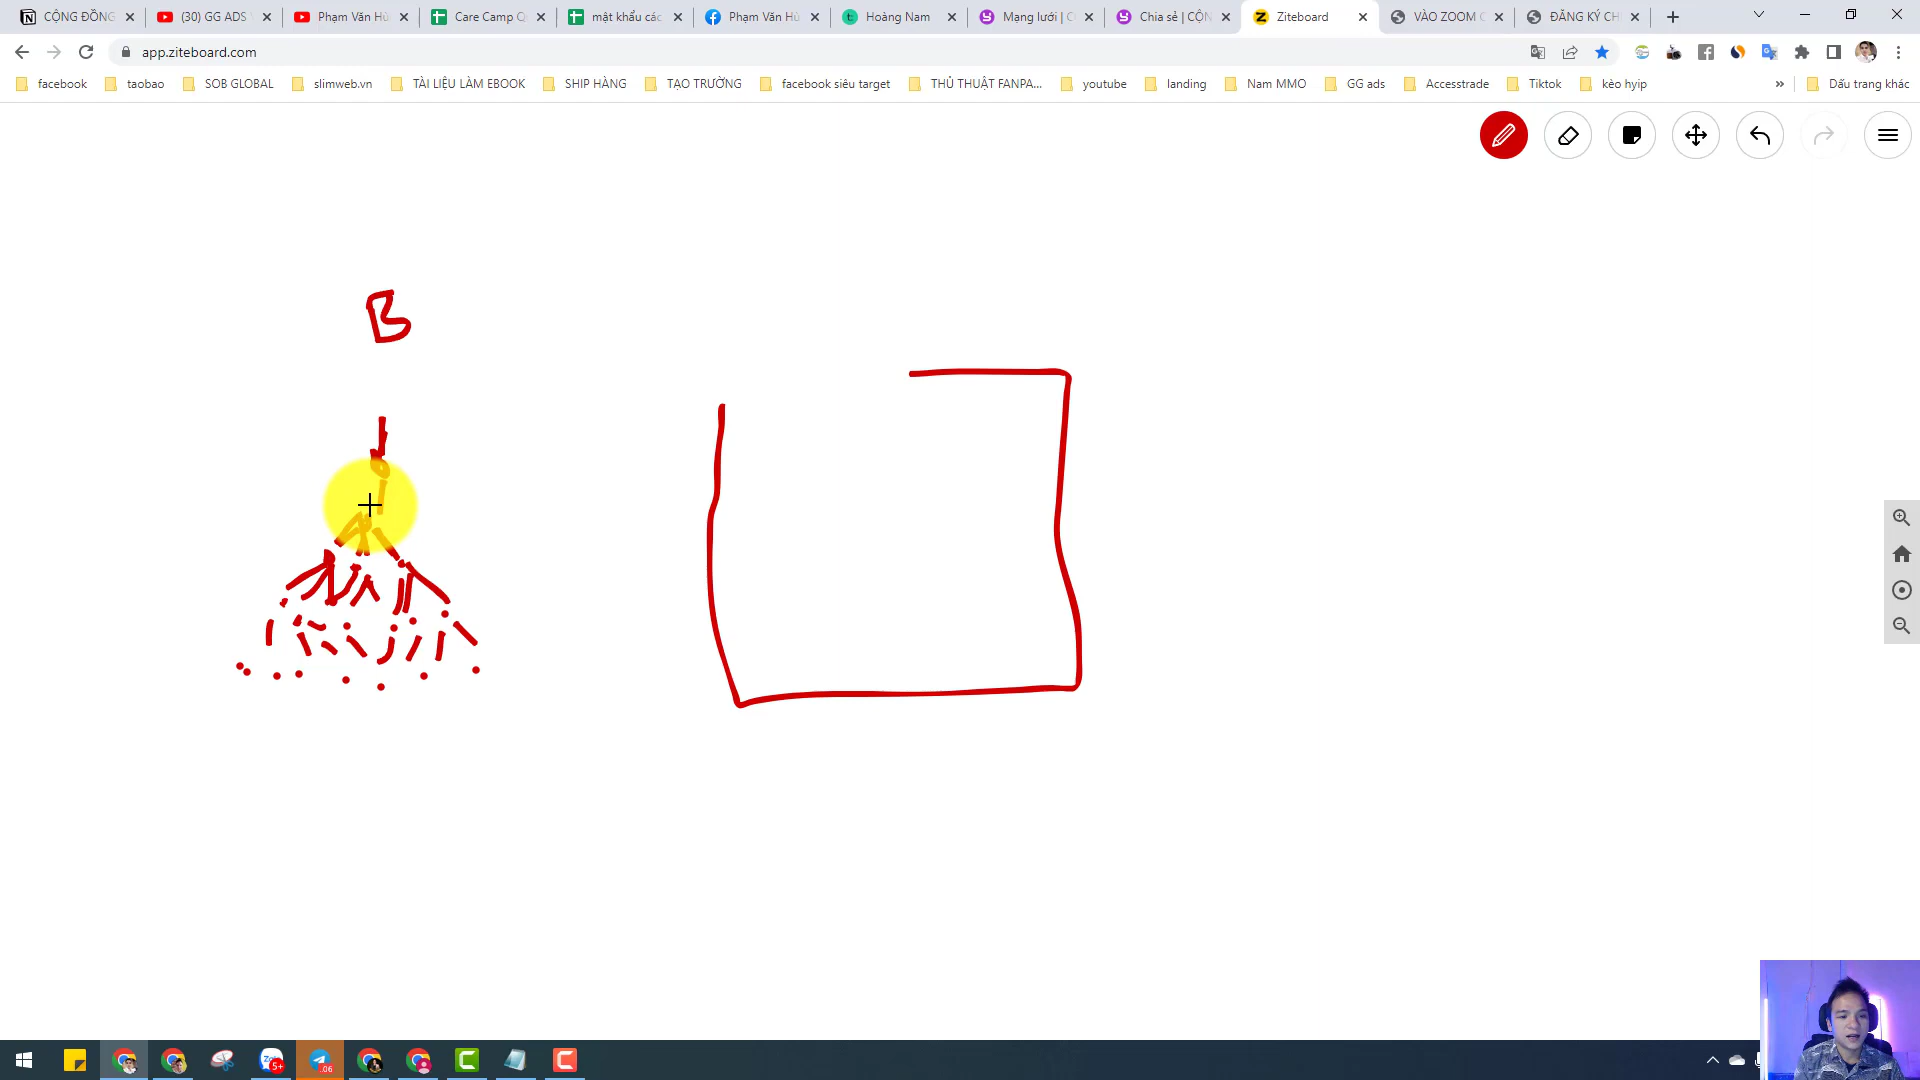 CỘNG ĐỒNG
(30) GG ADS
Phạm Văn Hù
Care Camp Q
mật khẩu các
Phạm Văn Hù
Hoàng Nam
Mạng lưới | C
Chia sẻ | CỘN
Ziteboard
VÀO ZOOM C
ĐĂNG KÝ CH
app.ziteboard.com
facebook
taobao
SOB GLOBAL
slimweb.vn
TÀI LIỆU LÀM EBOOK
SHIP HÀNG
TẠO TRƯỜNG
facebook siêu target
THỦ THUẬT FANPA...
youtube
landing
Nam MMO
GG ads
Accesstrade
Tiktok
kèo hyip
»
Dấu trang khác
B
Zalo
5+
.06